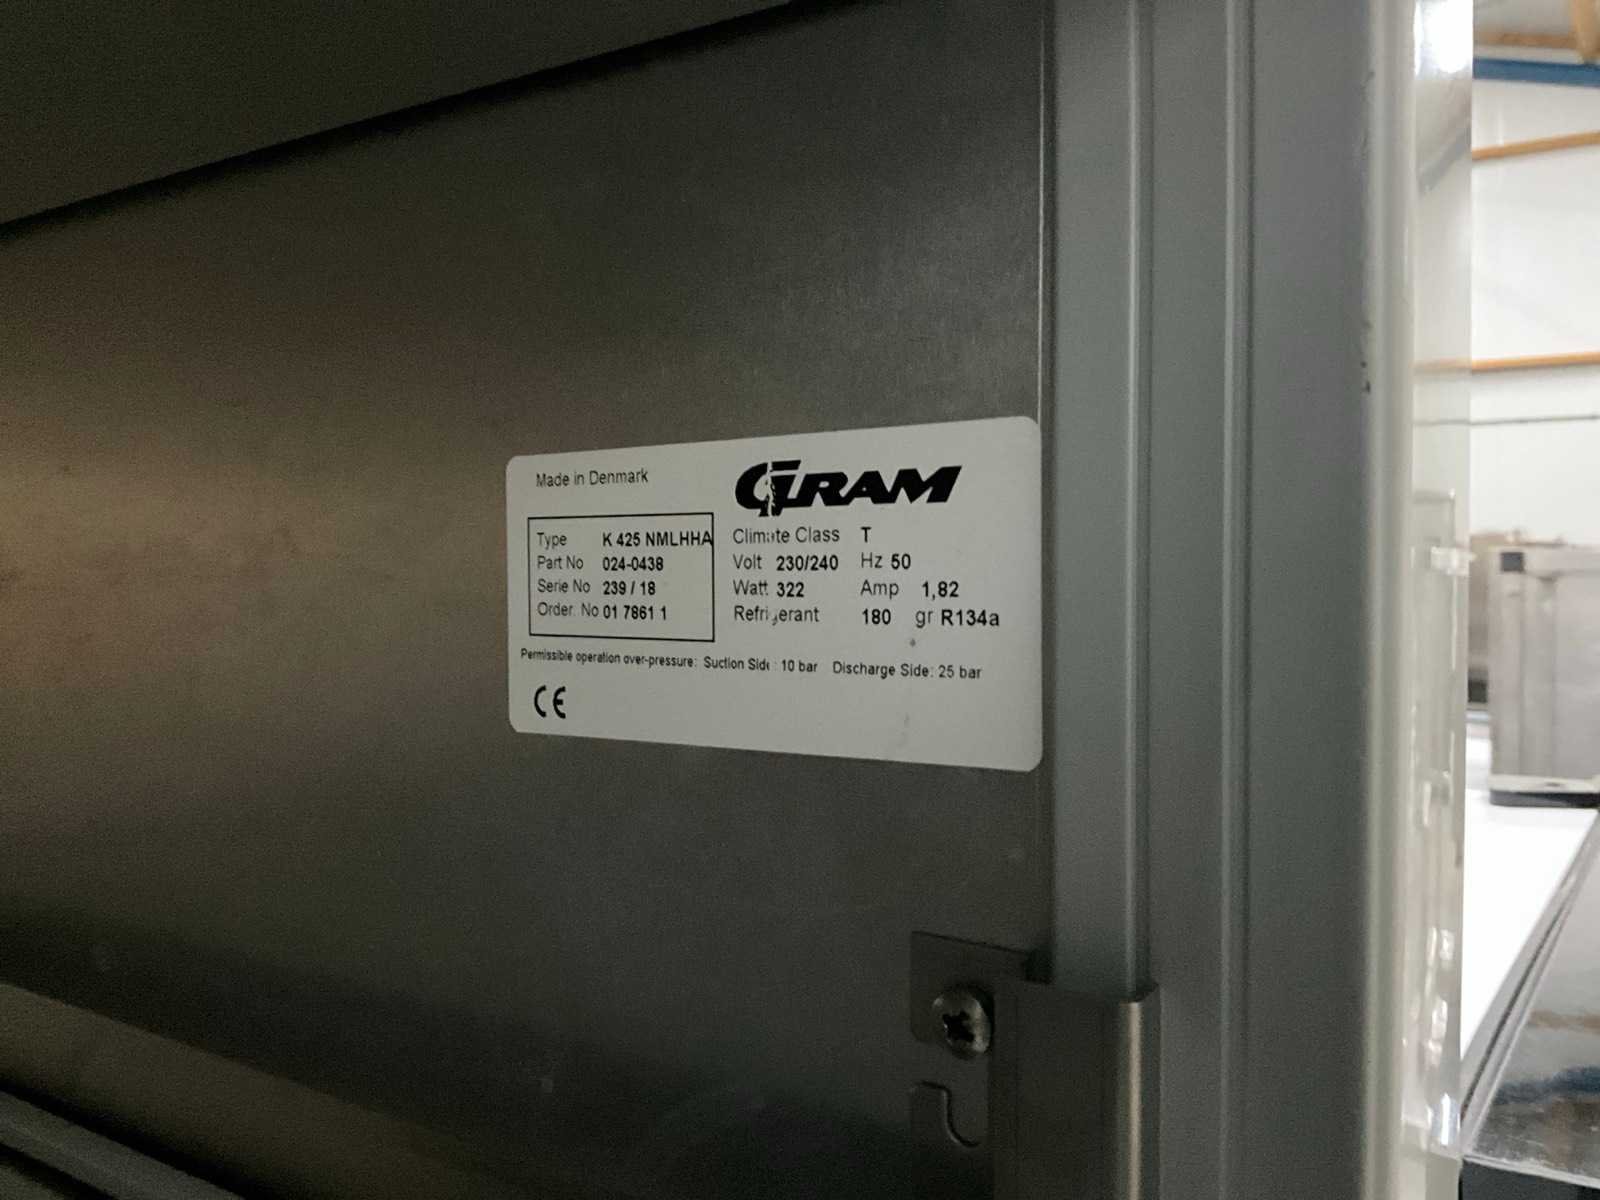 Made in Denmark
GRAM
Type K 425 NMLHHA
Part No 024-0438
Serie No 239 / 18
Order. No 01 7861 1
Climate Class T
Volt 230/240 Hz 50
Watt 322 Amp 1,82
Refrigerant 180 gr R134a
Permissible operation over-pressure: Suction Side: 10 bar Discharge Side: 25 bar
CE